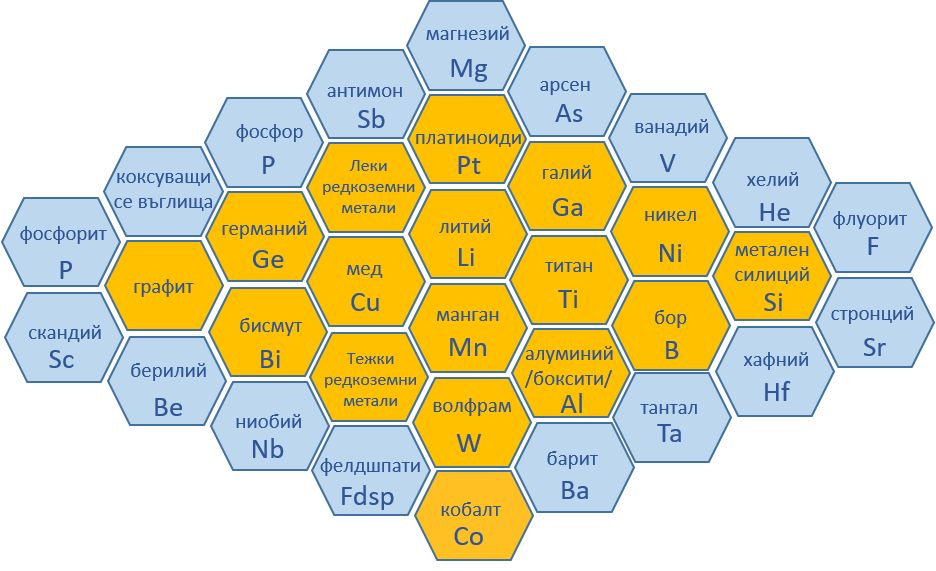 магнезий
Mg
антимон
Sb
арсен
As
фосфор
P
платиноиди
Pt
ванадий
V
коксуващи
се въглища
Леки
редкоземни
метали
галий
Ga
хелий
He
фосфорит
P
германий
Ge
литий
Li
никел
Ni
флуорит
F
графит
мед
Cu
титан
Ti
метален
силиций
Si
скандий
Sc
бисмут
Bi
манган
Mn
бор
B
стронций
Sr
берилий
Be
Тежки
редкоземни
метали
алуминий
/боксити/
Al
хафний
Hf
ниобий
Nb
волфрам
W
тантал
Ta
фелдшпати
Fdsp
барит
Ba
кобалт
Co